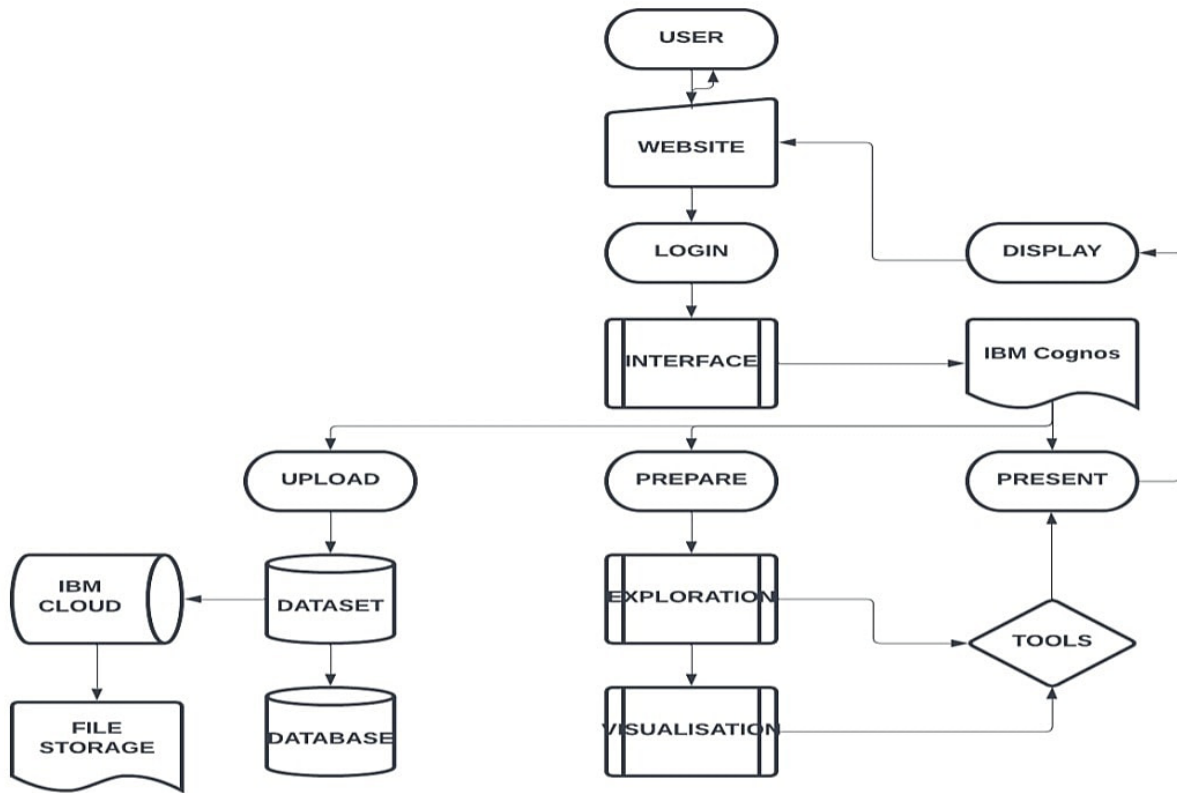 USER
WEBSITE
LOGIN
DISPLAY
INTERFACE
IBM Cognos
UPLOAD
PREPARE
PRESENT
IBM
CLOUD
DATASET
EXPLORATION
TOOLS
FILE
STORAGE
DATABASE
VISUALISATION